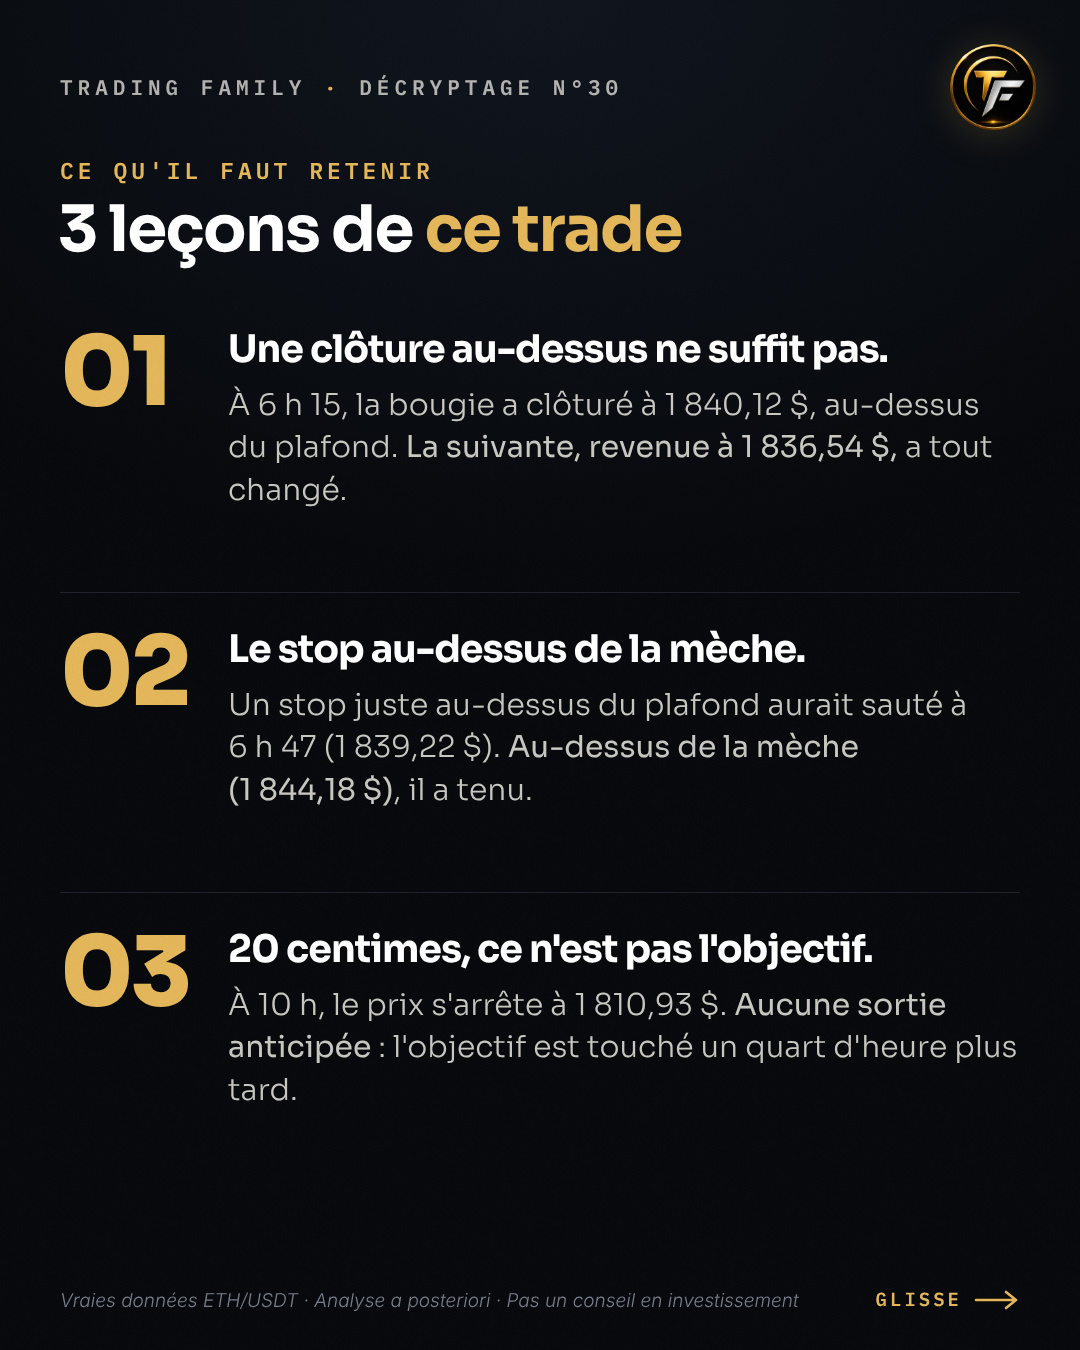 TRADING FAMILY · DÉCRYPTAGE N°30
TF
CE QU'IL FAUT RETENIR
3 leçons de ce trade
01
Une clôture au-dessus ne suffit pas.
À 6 h 15, la bougie a clôturé à 1 840,12 $, au-dessus
du plafond. La suivante, revenue à 1 836,54 $, a tout
changé.
02
Le stop au-dessus de la mèche.
Un stop juste au-dessus du plafond aurait sauté à
6 h 47 (1 839,22 $). Au-dessus de la mèche
(1 844,18 $), il a tenu.
03
20 centimes, ce n'est pas l'objectif.
À 10 h, le prix s'arrête à 1 810,93 $. Aucune sortie
anticipée : l'objectif est touché un quart d'heure plus
tard.
Vraies données ETH/USDT · Analyse a posteriori · Pas un conseil en investissement
GLISSE →